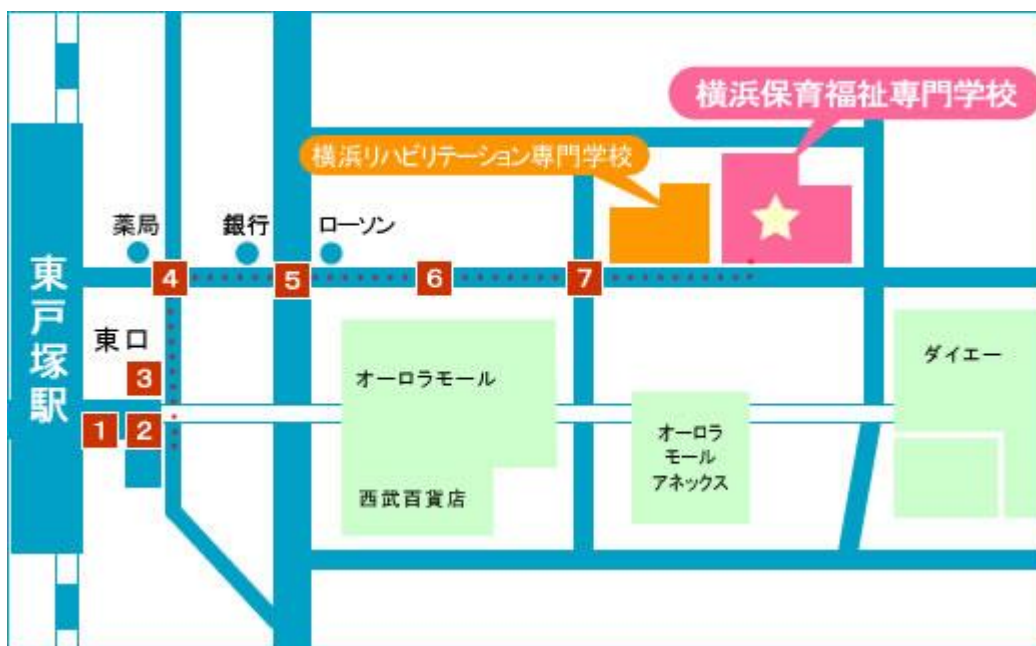 横浜保育福祉専門学校
横浜リハビリテーション専門学校
薬局
銀行
ローソン
4
5
6
7
東戸塚駅
東口
3
1
2
オーロラモール
西武百貨店
オーロラ
モール
アネックス
ダイエー